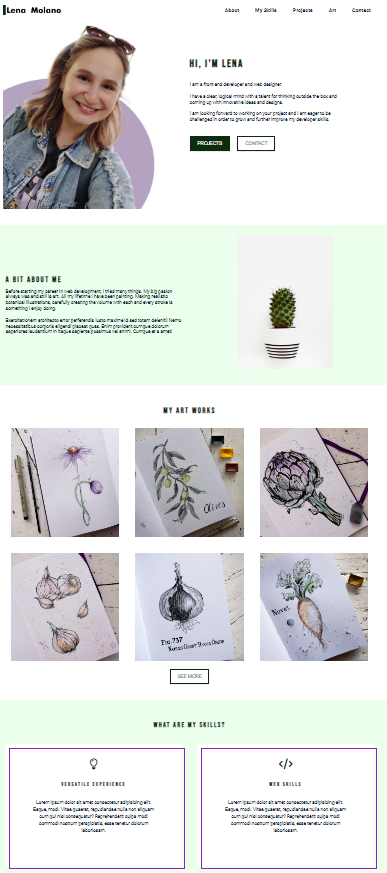 Lena Molano
About My Skills Projects Art Contact
HI, I'M LENA
I am a front end developer and web designer.
I have a clear, logical mind with a talent for thinking outside the box and
coming up with innovative ideas and designs.
I am looking forward to working on your project and I am eager to be
challenged in order to grow and further improve my developer skills.
PROJECTS CONTACT
A BIT ABOUT ME
Before starting my career in web development, I tried many things. My big passion
always was and still is art. All my lifetime I have been painting. Making realistic
botanical illustrations, carefully creating the volume with each and every stroke is
something I enjoy doing.
Exercitationem architecto error perferendis iusto maxime id sed totam deleniti. Nemo
necessitatibus corporis eligendi placeat quas. Enim provident cumque dolorum
asperiores laudantium in itaque sapiente possimus vel animi. Cumque et a amet.
MY ART WORKS
Olives
Fig. 737
Navet
SEE MORE
WHAT ARE MY SKILLS?
VERSATILE EXPERIENCE
Lorem ipsum dolor sit amet consectetur adipisicing elit.
Eaque, modi. Vitae quaerat, repudiandae nulla non aliquam
cum qui nisi consequatur! Reprehenderit culpa modi
commodi nostrum perspiciatis, esse tenetur dolorum
laboriosam.
WEB SKILLS
Lorem ipsum dolor sit amet consectetur adipisicing elit.
Eaque, modi. Vitae quaerat, repudiandae nulla non aliquam
cum qui nisi consequatur! Reprehenderit culpa modi
commodi nostrum perspiciatis, esse tenetur dolorum
laboriosam.